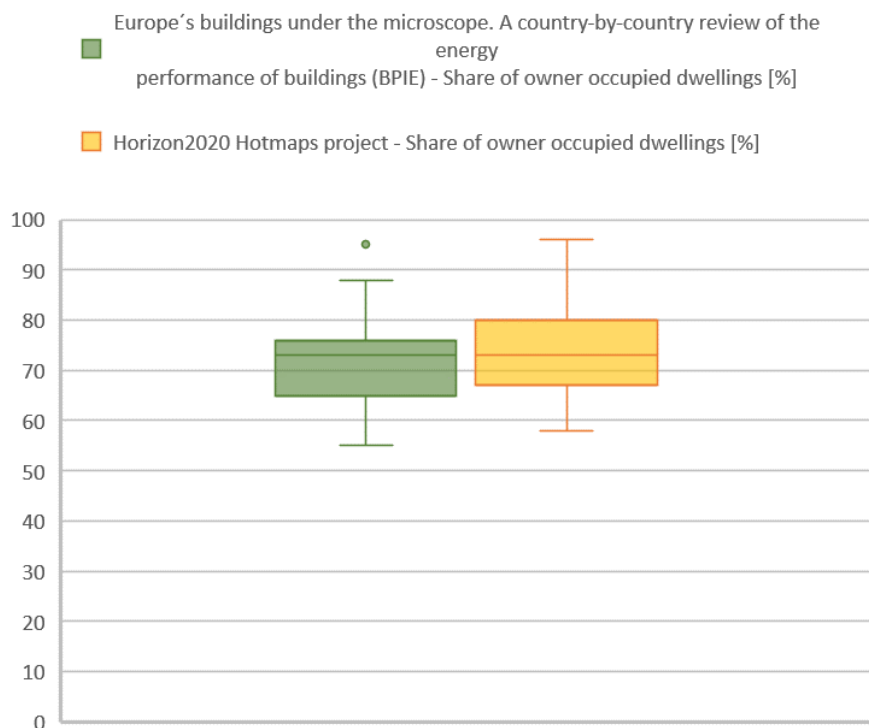 Europe´s buildings under the microscope. A country-by-country review of the
energy
performance of buildings (BPIE) - Share of owner occupied dwellings [%]
Horizon2020 Hotmaps project - Share of owner occupied dwellings [%]
100
90
80
70
60
50
40
30
20
10
0